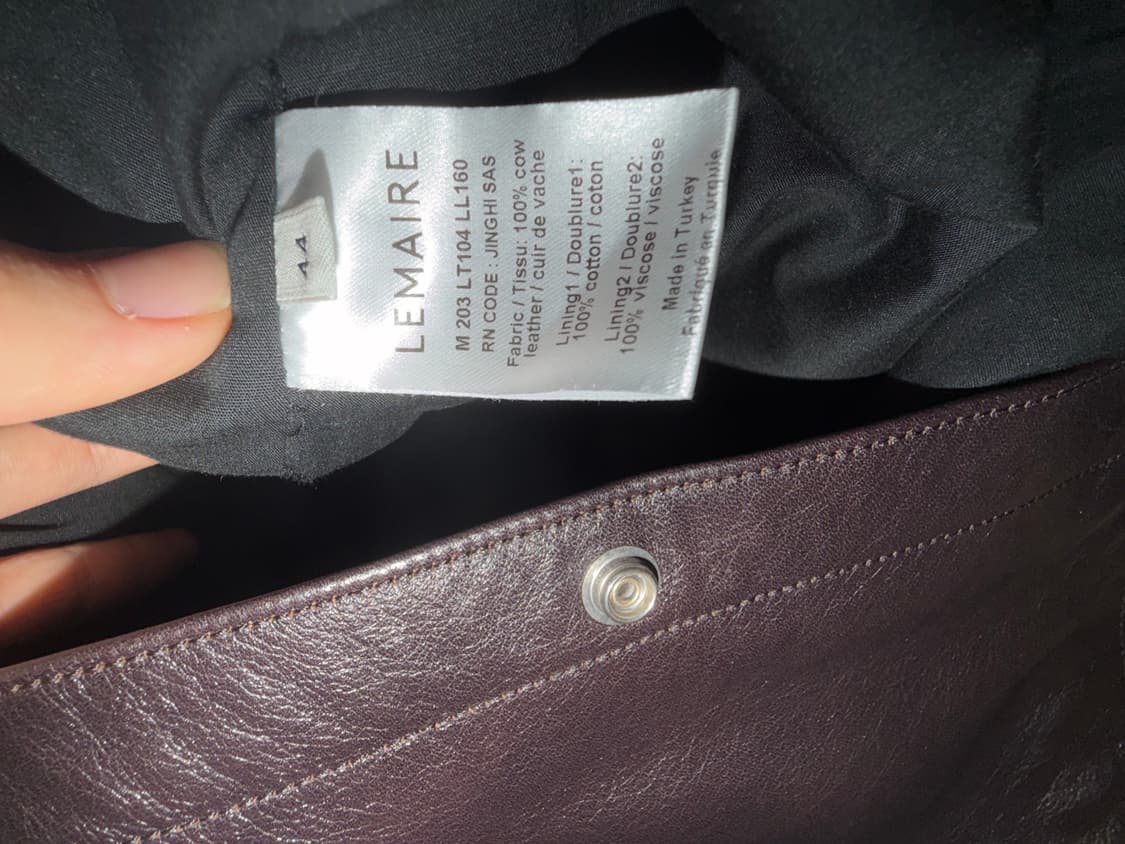 44
LEMAIRE
M 203 LT104 LL160
RN CODE : JINGHI SAS
Fabric / Tissu: 100% cow
leather / cuir de vache
Lining1 / Doublure1:
100% cotton / coton
Lining2 / Doublure2:
100% viscose / viscose
Made in Turkey
Fabriqué en Turquie